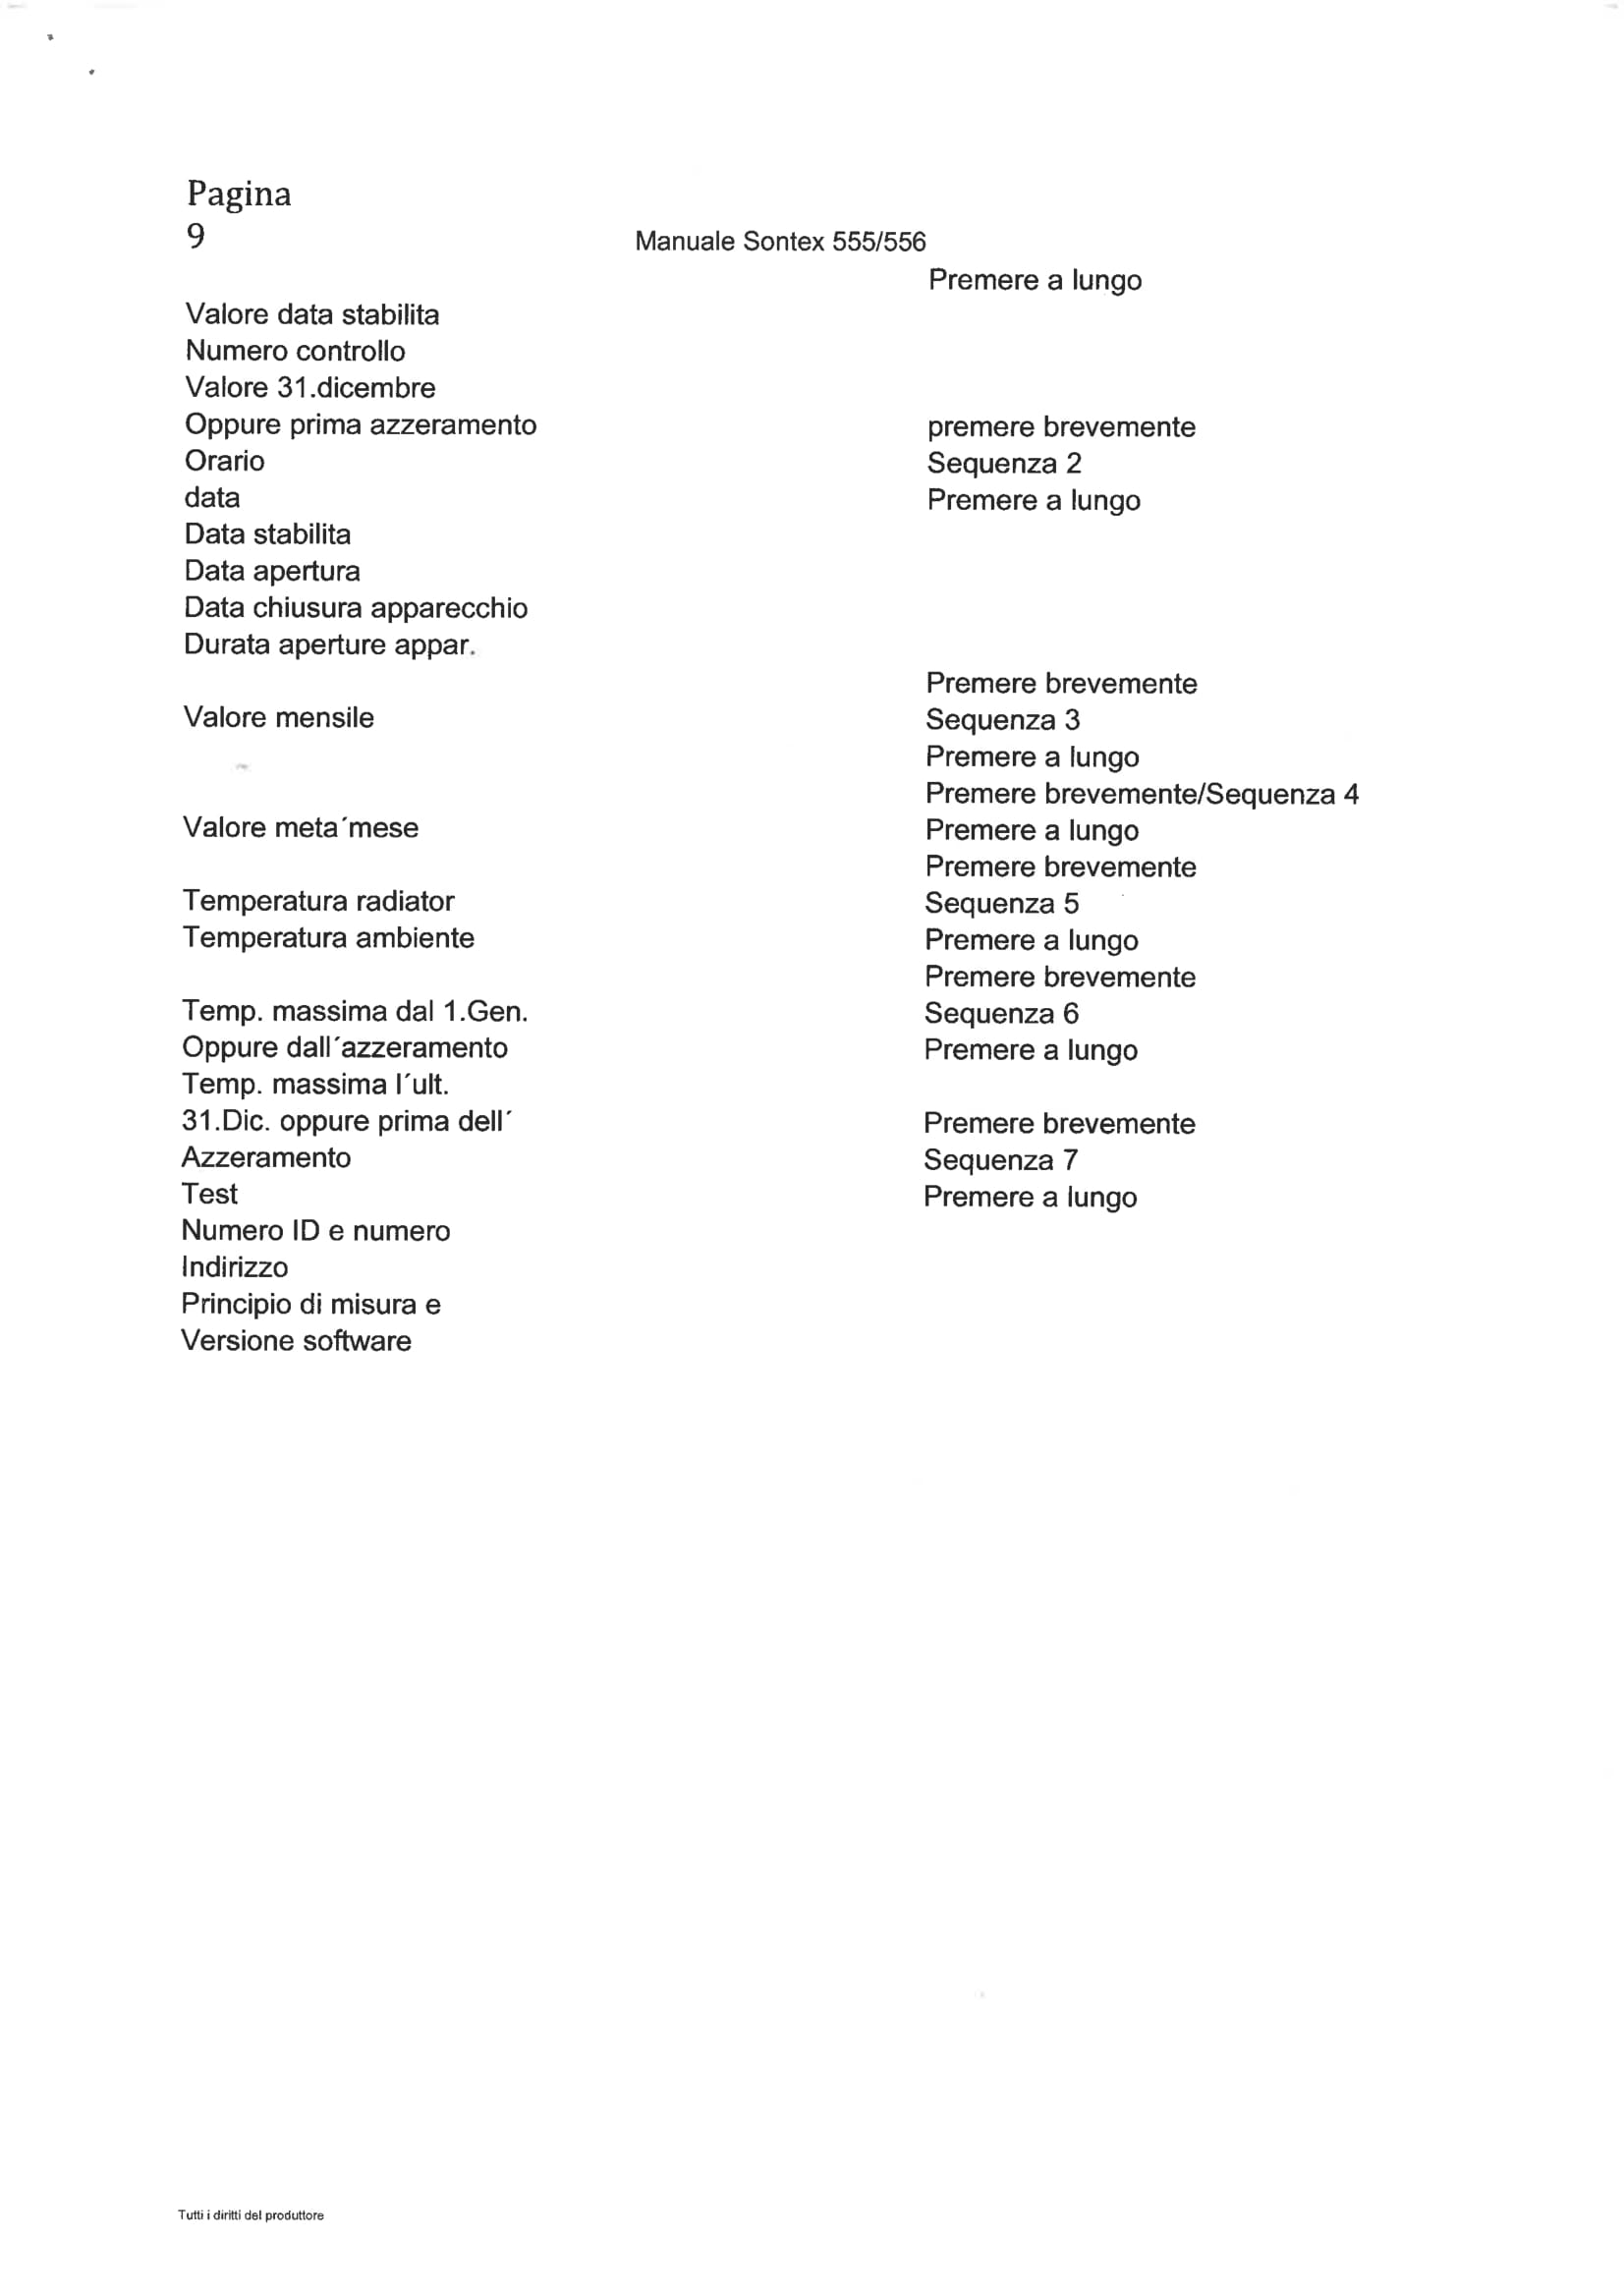 Pagina
9
Manuale Sontex 555/556
Premere a lungo
Valore data stabilita
Numero controllo
Valore 31.dicembre
Oppure prima azzeramento
premere brevemente
Orario
Sequenza 2
data
Premere a lungo
Data stabilita
Data apertura
Data chiusura apparecchio
Durata aperture appar.
Premere brevemente
Valore mensile
Sequenza 3
Premere a lungo
Premere brevemente/Sequenza 4
Valore meta´mese
Premere a lungo
Premere brevemente
Temperatura radiator
Sequenza 5
Temperatura ambiente
Premere a lungo
Premere brevemente
Temp. massima dal 1.Gen.
Sequenza 6
Oppure dall´azzeramento
Premere a lungo
Temp. massima l´ult.
31.Dic. oppure prima dell´
Premere brevemente
Azzeramento
Sequenza 7
Test
Premere a lungo
Numero ID e numero
Indirizzo
Principio di misura e
Versione software
Tutti i diritti del produttore